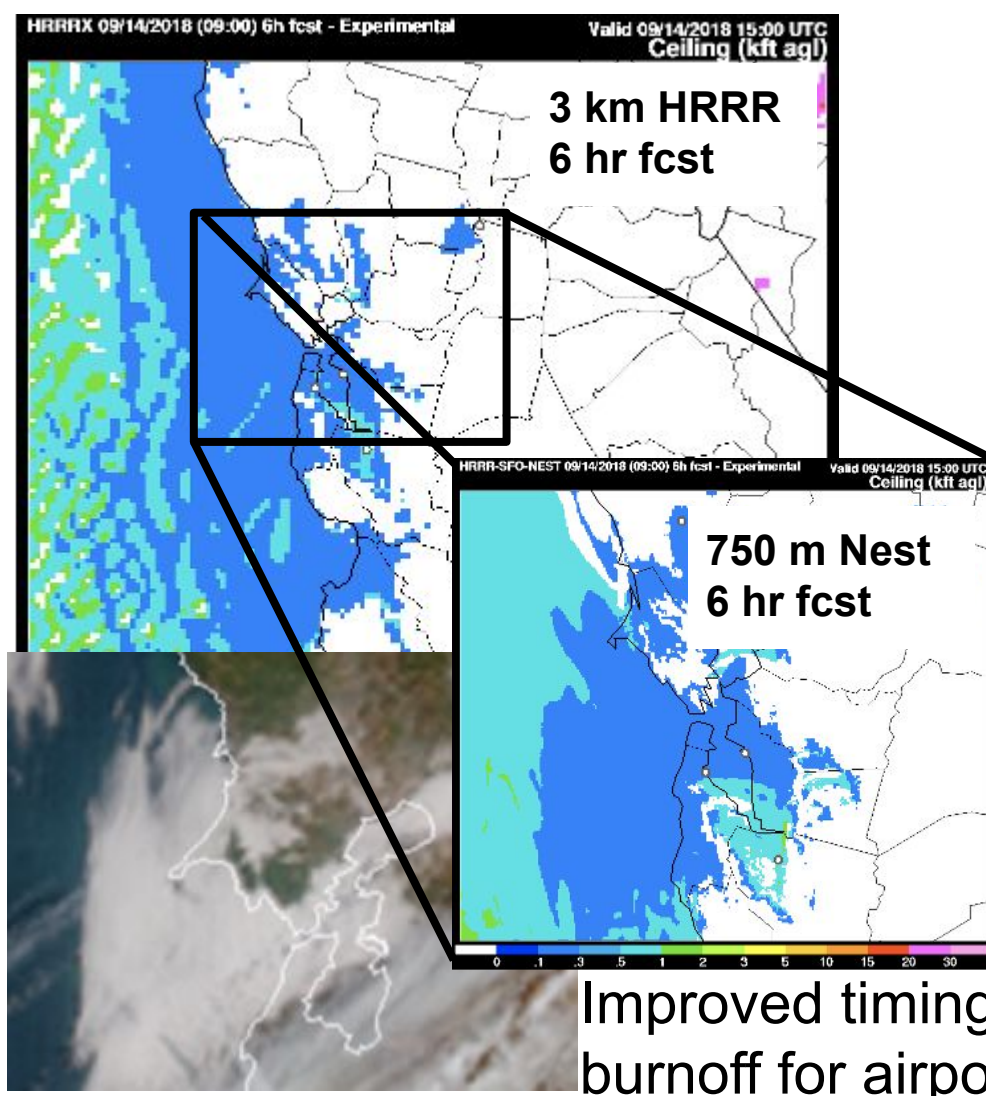 HRRRX 09/14/2018 (09:00) 6h fcst - Experimental
Valid 09/14/2018 15:00 UTC
Ceiling (kft agl)
3 km HRRR
6 hr fcst
HRRR-SFO-NEST 09/14/2018 (09:00) 6h fcst - Experimental
Valid 09/14/2018 15:00 UTC
Ceiling (kft agl)
750 m Nest
6 hr fcst
0 .1 .3 .5 1 2 3 5 10 15 20 30
Improved timing
burnoff for airpo